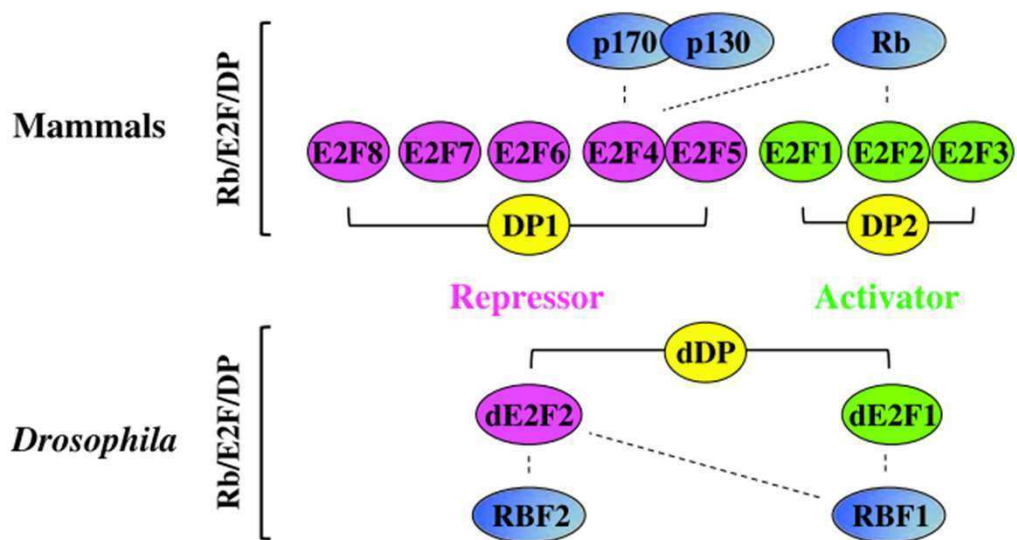 p170 p130 Rb
Mammals
Rb/E2F/DP
E2F8 E2F7 E2F6 E2F4 E2F5 E2F1 E2F2 E2F3
DP1 DP2
Repressor Activator
dDP
Drosophila
Rb/E2F/DP
dE2F2 dE2F1
RBF2 RBF1